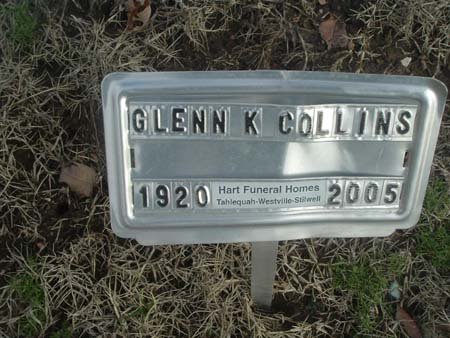 GLENN K COLLINS
1920 Hart Funeral Homes 2005
Tahlequah-Westville-Stilwell